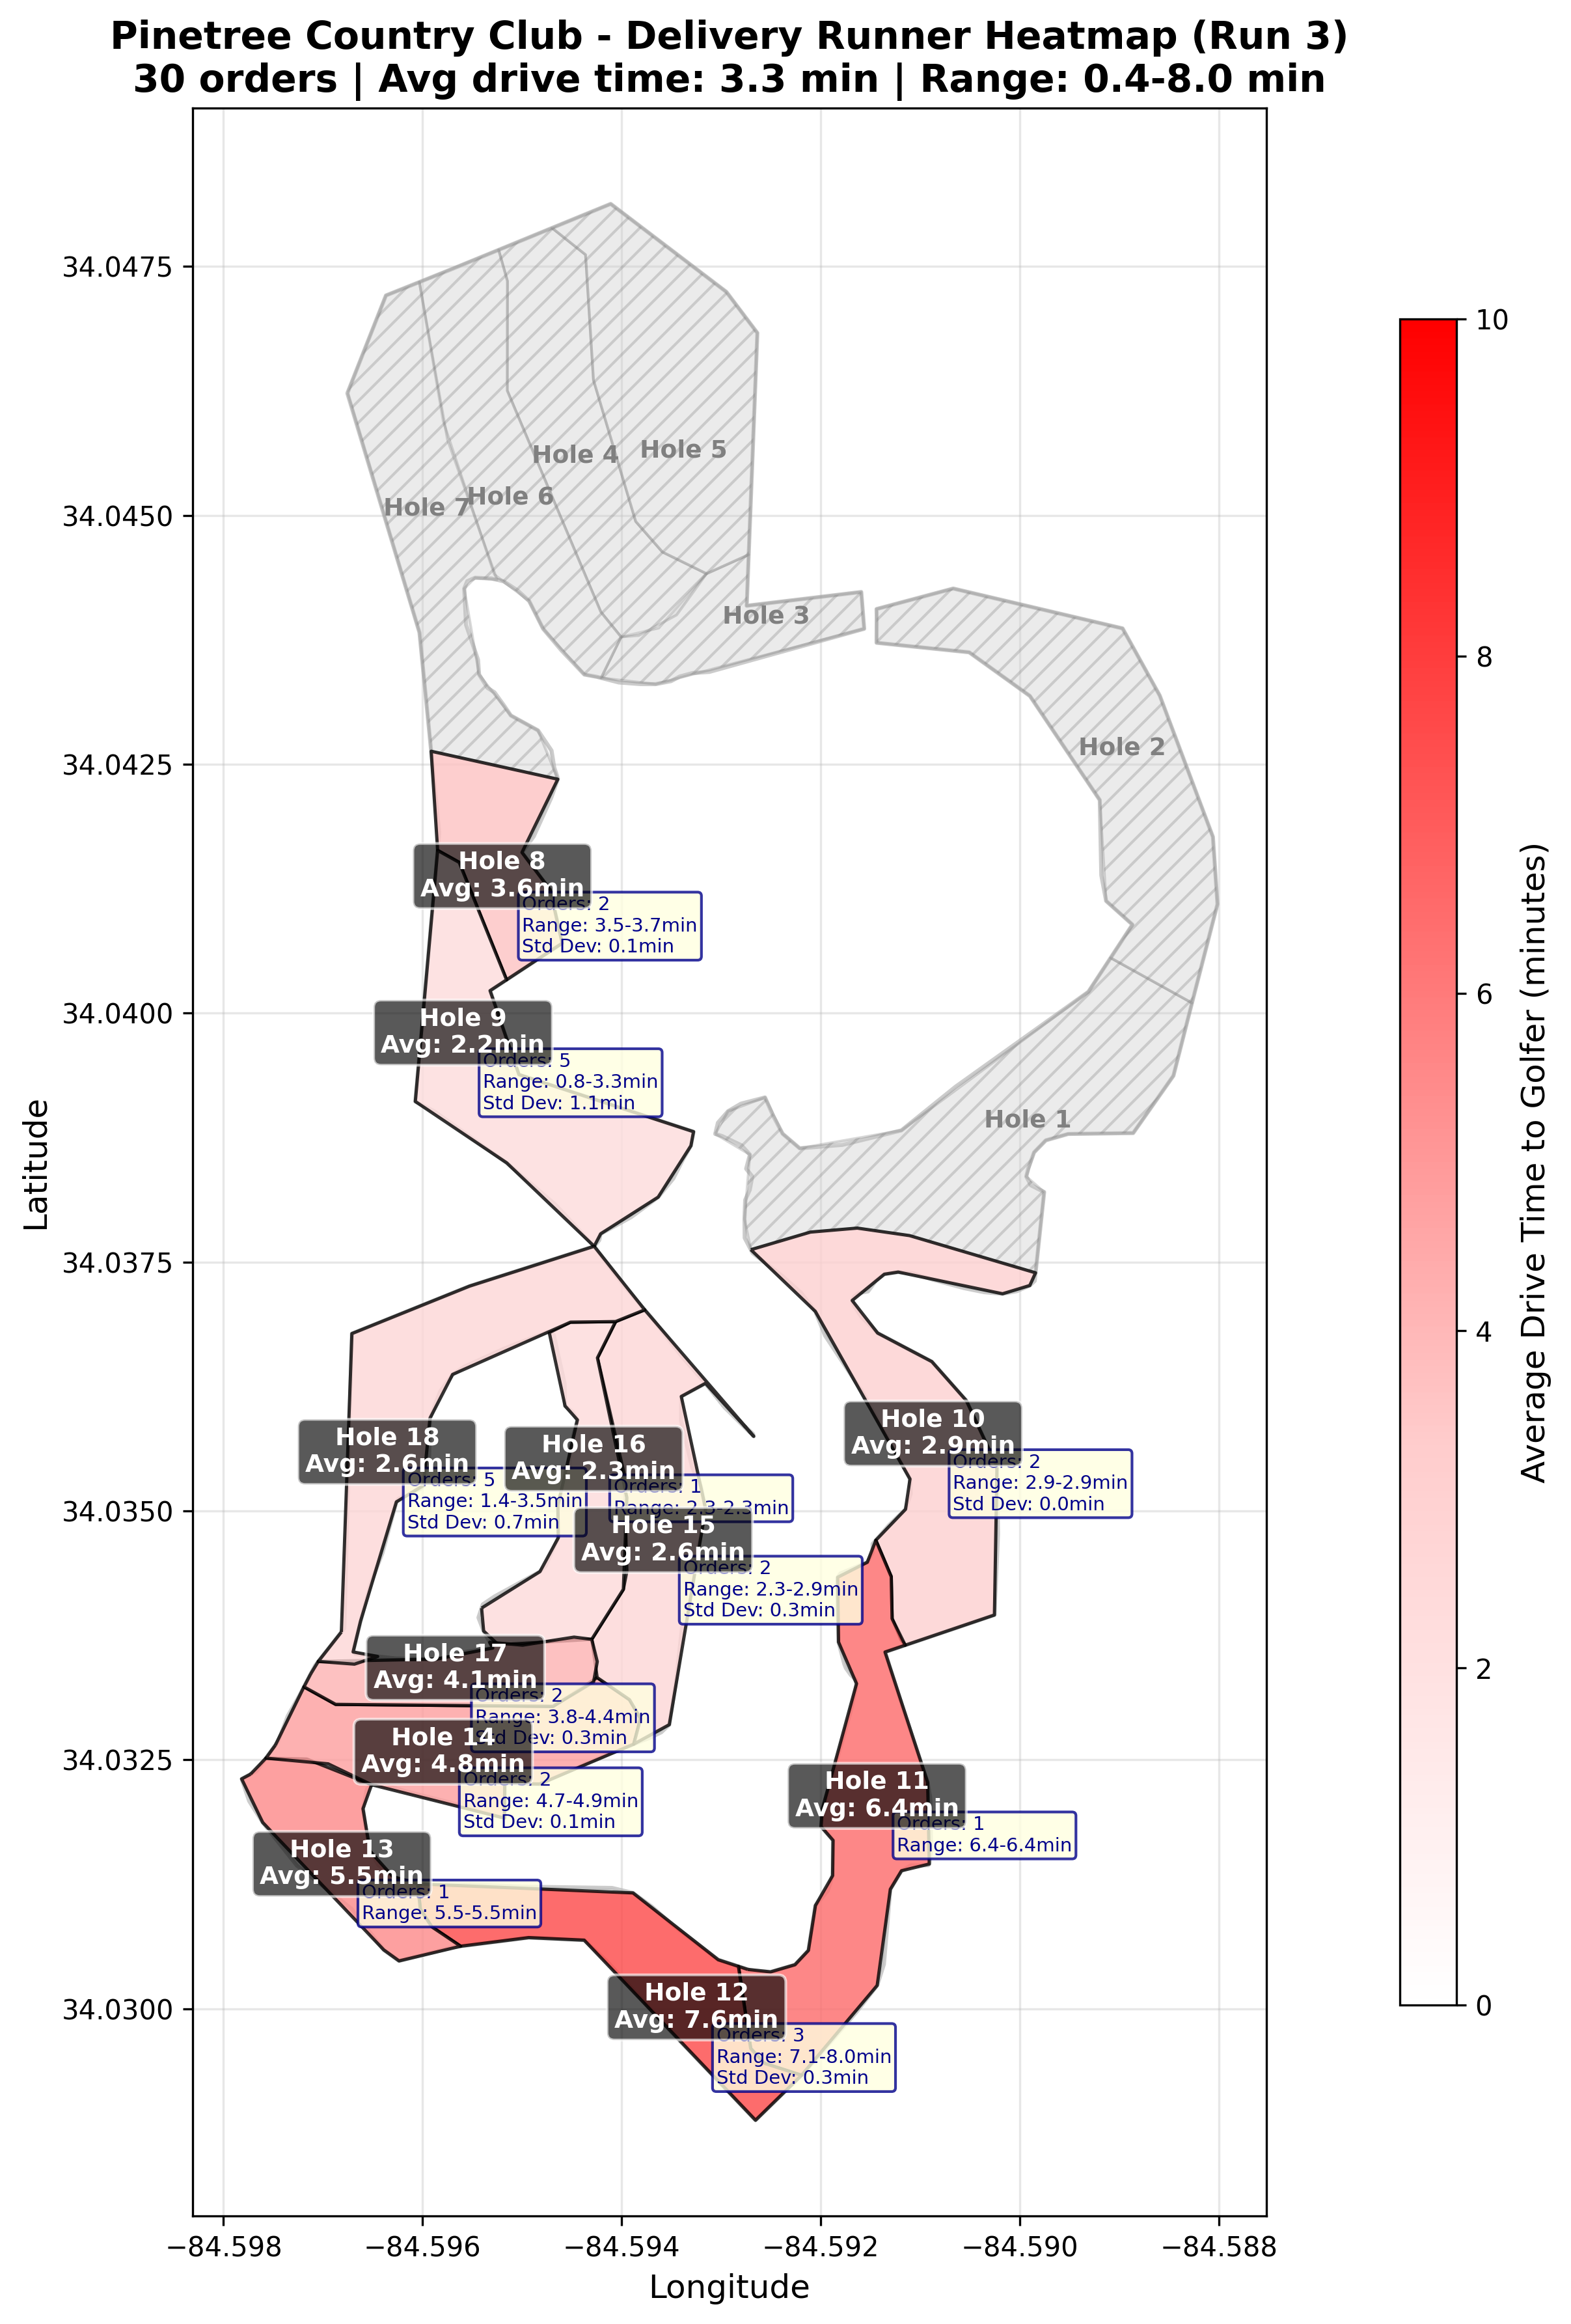 Pinetree Country Club - Delivery Runner Heatmap (Run 3)
30 orders | Avg drive time: 3.3 min | Range: 0.4-8.0 min
34.0475
34.0450
34.0425
34.0400
34.0375
34.0350
34.0325
34.0300
Latitude
−84.598
−84.596
−84.594
−84.592
−84.590
−84.588
Longitude
Hole 4
Hole 5
Hole 7
Hole 6
Hole 3
Hole 2
Hole 1
Hole 8
Avg: 3.6min
Orders: 2
Range: 3.5-3.7min
Std Dev: 0.1min
Hole 9
Avg: 2.2min
Orders: 5
Range: 0.8-3.3min
Std Dev: 1.1min
Hole 10
Avg: 2.9min
Orders: 2
Range: 2.9-2.9min
Std Dev: 0.0min
Hole 18
Avg: 2.6min
Orders: 5
Range: 1.4-3.5min
Std Dev: 0.7min
Hole 16
Avg: 2.3min
Orders: 1
Range: 2.3-2.3min
Hole 15
Avg: 2.6min
Orders: 2
Range: 2.3-2.9min
Std Dev: 0.3min
Hole 17
Avg: 4.1min
Orders: 2
Range: 3.8-4.4min
Std Dev: 0.3min
Hole 14
Avg: 4.8min
Orders: 2
Range: 4.7-4.9min
Std Dev: 0.1min
Hole 11
Avg: 6.4min
Orders: 1
Range: 6.4-6.4min
Hole 13
Avg: 5.5min
Orders: 1
Range: 5.5-5.5min
Hole 12
Avg: 7.6min
Orders: 3
Range: 7.1-8.0min
Std Dev: 0.3min
10
8
6
4
2
0
Average Drive Time to Golfer (minutes)